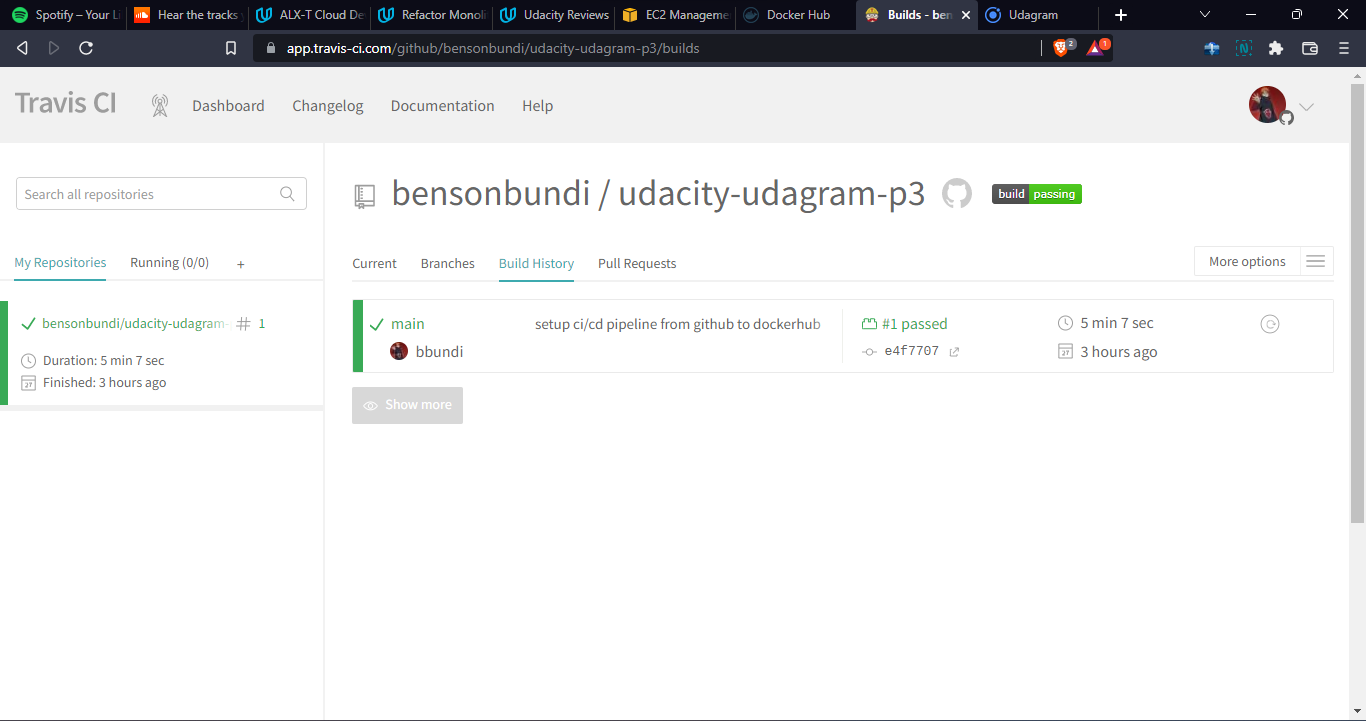 Spotify – Your Li
Hear the tracks y
ALX-T Cloud De
Refactor Monoli
Udacity Reviews
EC2 Manageme
Docker Hub
Builds - ben
Udagram
app.travis-ci.com/github/bensonbundi/udacity-udagram-p3/builds
2
1
N
Travis CI
Dashboard
Changelog
Documentation
Help
Search all repositories
My Repositories
Running (0/0)
+
bensonbundi/udacity-udagram-
# 1
Duration: 5 min 7 sec
27
Finished: 3 hours ago
bensonbundi / udacity-udagram-p3
build passing
Current
Branches
Build History
Pull Requests
More options
main
setup ci/cd pipeline from github to dockerhub
#1 passed
5 min 7 sec
bbundi
e4f7707
27
3 hours ago
Show more